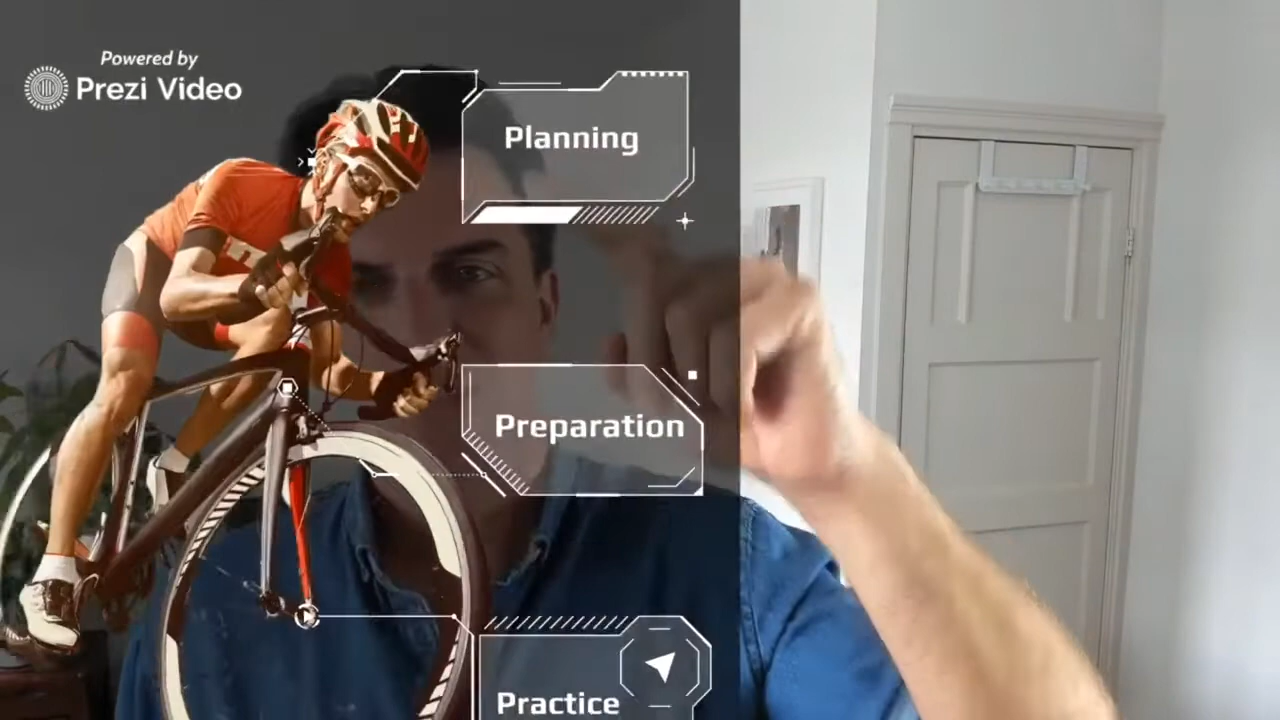 Powered by
Prezi Video
Planning
Preparation
Practice